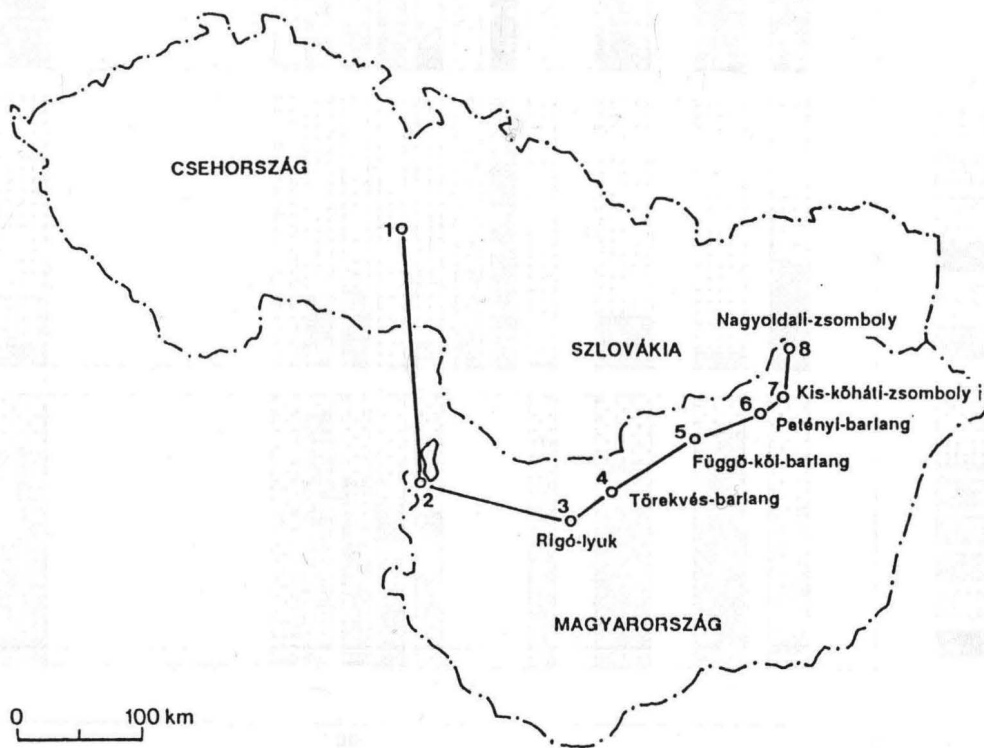 CSEHORSZÁG
1
Nagyoldali-zsomboly
SZLOVÁKIA
8
7
Kis-kőháti-zsomboly
6
Petényi-barlang
5
Függő-kői-barlang
2
4
Törekvés-barlang
3
Rigó-lyuk
MAGYARORSZÁG
0 100 km